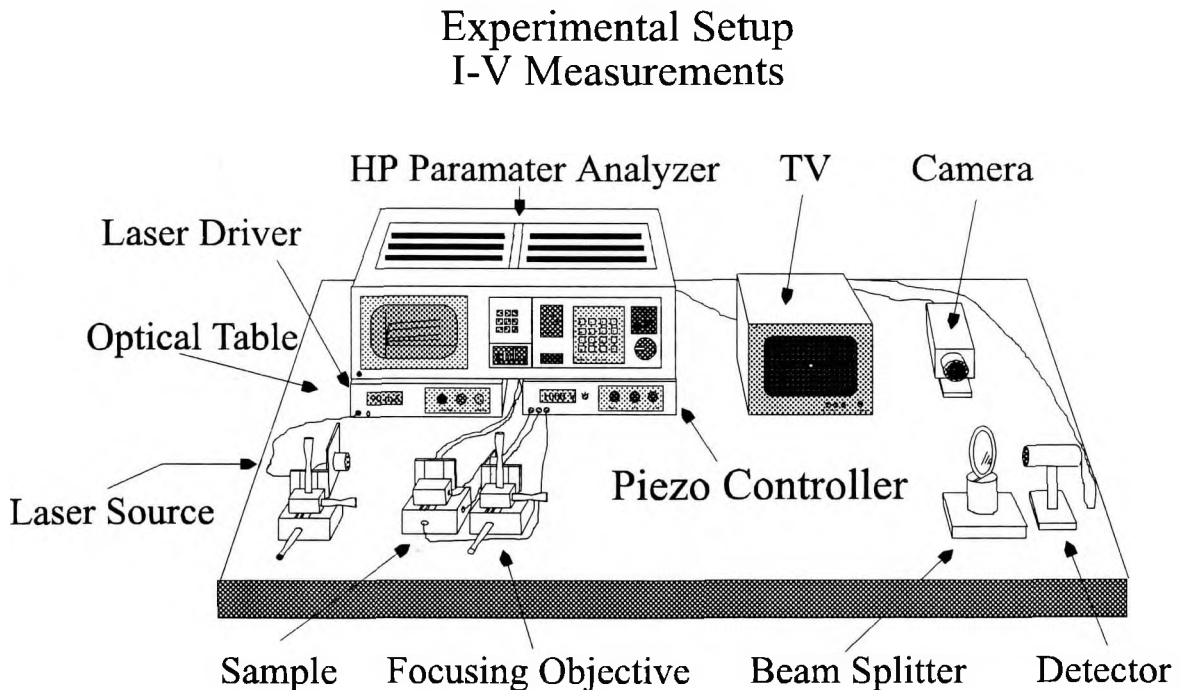 Experimental Setup
I-V Measurements
HP Paramater Analyzer
TV
Camera
Laser Driver
Optical Table
1000 V
Piezo Controller
Laser Source
Sample
Focusing Objective
Beam Splitter
Detector